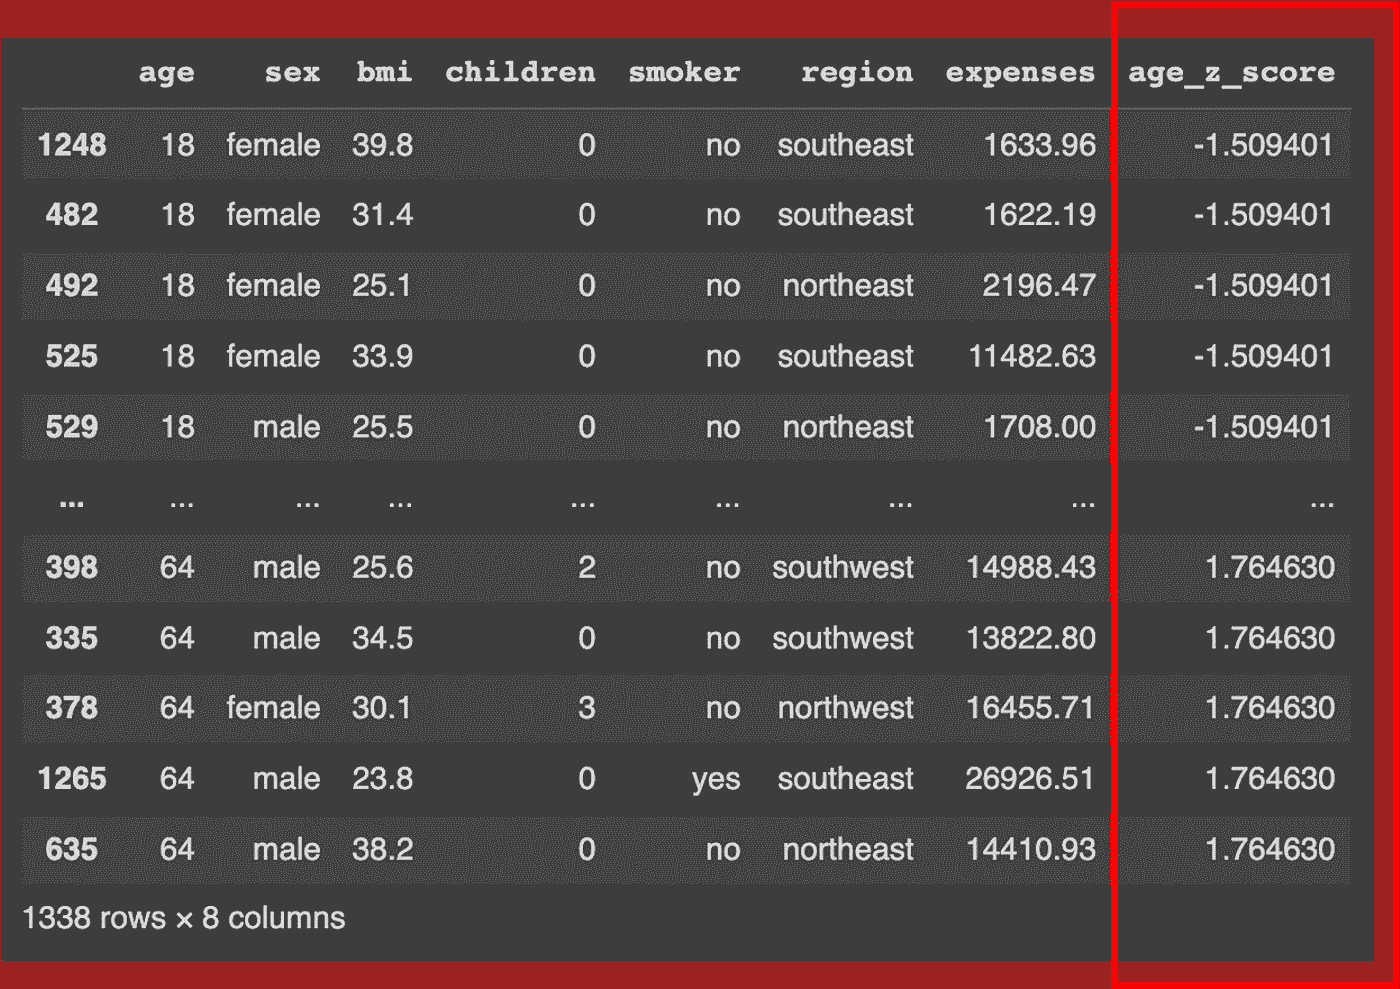 age sex bmi children smoker region expenses age_z_score
1248 18 female 39.8 0 no southeast 1633.96 -1.509401
482 18 female 31.4 0 no southeast 1622.19 -1.509401
492 18 female 25.1 0 no northeast 2196.47 -1.509401
525 18 female 33.9 0 no southeast 11482.63 -1.509401
529 18 male 25.5 0 no northeast 1708.00 -1.509401
... ... ... ... ... ... ... ... ...
398 64 male 25.6 2 no southwest 14988.43 1.764630
335 64 male 34.5 0 no southwest 13822.80 1.764630
378 64 female 30.1 3 no northwest 16455.71 1.764630
1265 64 male 23.8 0 yes southeast 26926.51 1.764630
635 64 male 38.2 0 no northeast 14410.93 1.764630
1338 rows × 8 columns